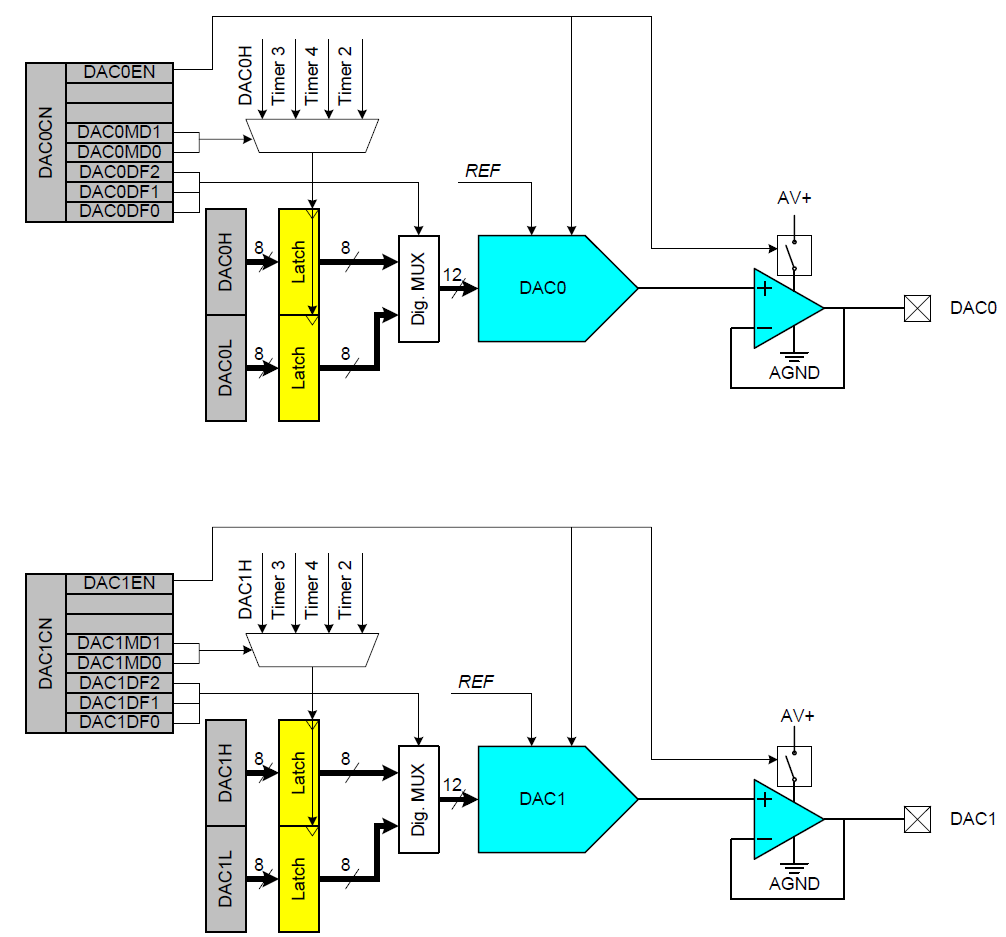 DAC0CN
DAC0EN
DAC0MD1
DAC0MD0
DAC0DF2
DAC0DF1
DAC0DF0
DAC0H
Timer 3
Timer 4
Timer 2
DAC0H
8
Latch
8
DAC0L
8
Latch
8
Dig. MUX
12
REF
DAC0
AV+
+
−
AGND
DAC0
DAC1CN
DAC1EN
DAC1MD1
DAC1MD0
DAC1DF2
DAC1DF1
DAC1DF0
DAC1H
Timer 3
Timer 4
Timer 2
DAC1H
8
Latch
8
DAC1L
8
Latch
8
Dig. MUX
12
REF
DAC1
AV+
+
−
AGND
DAC1